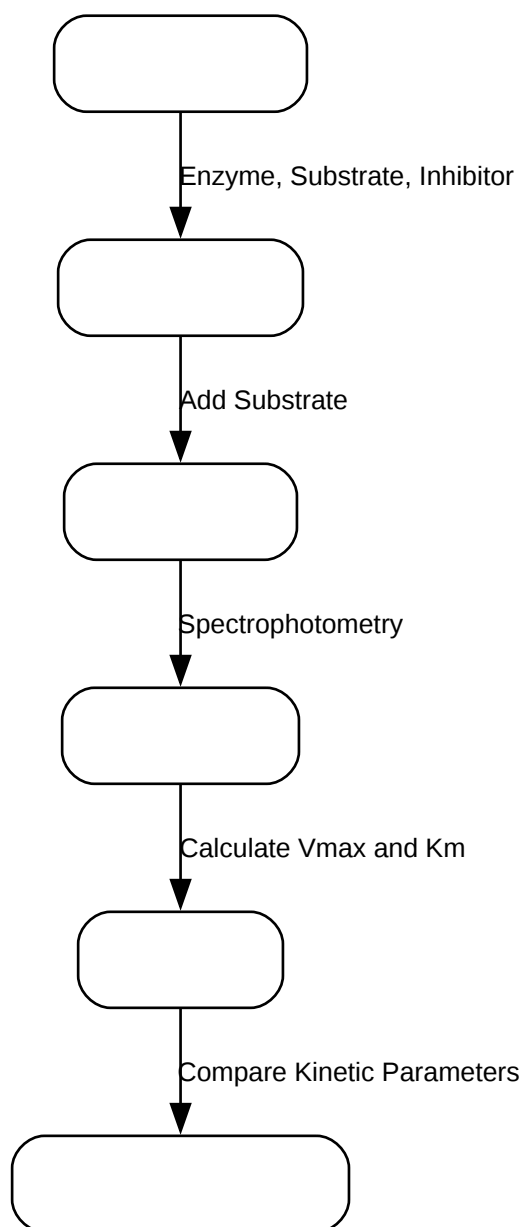 Enzyme, Substrate, Inhibitor
Add Substrate
Spectrophotometry
Calculate Vmax and Km
Compare Kinetic Parameters